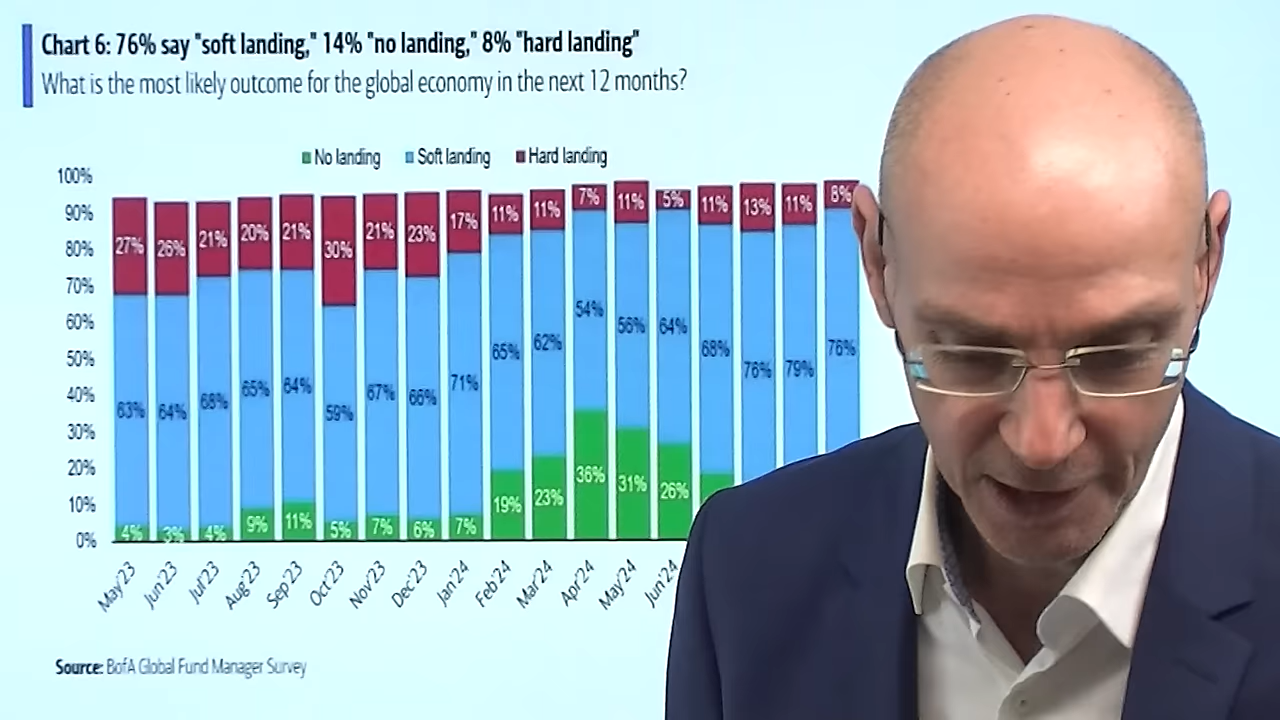 Chart 6: 76% say "soft landing," 14% "no landing," 8% "hard landing"
What is the most likely outcome for the global economy in the next 12 months?
No landing Soft landing Hard landing
100%
90%
80%
70%
60%
50%
40%
30%
20%
10%
0%
27% 26% 21% 20% 21% 30% 21% 23% 17% 11% 11% 7% 11% 5% 11% 13% 11% 8%
63% 64% 68% 65% 64% 59% 67% 66% 71% 65% 62% 54% 56% 64% 68% 76% 79% 76%
4% 3% 4% 9% 11% 5% 7% 6% 7% 19% 23% 36% 31% 26%
May'23 Jun'23 Jul'23 Aug'23 Sep'23 Oct'23 Nov'23 Dec'23 Jan'24 Feb'24 Mar'24 Apr'24 May'24 Jun'24
Source: BofA Global Fund Manager Survey